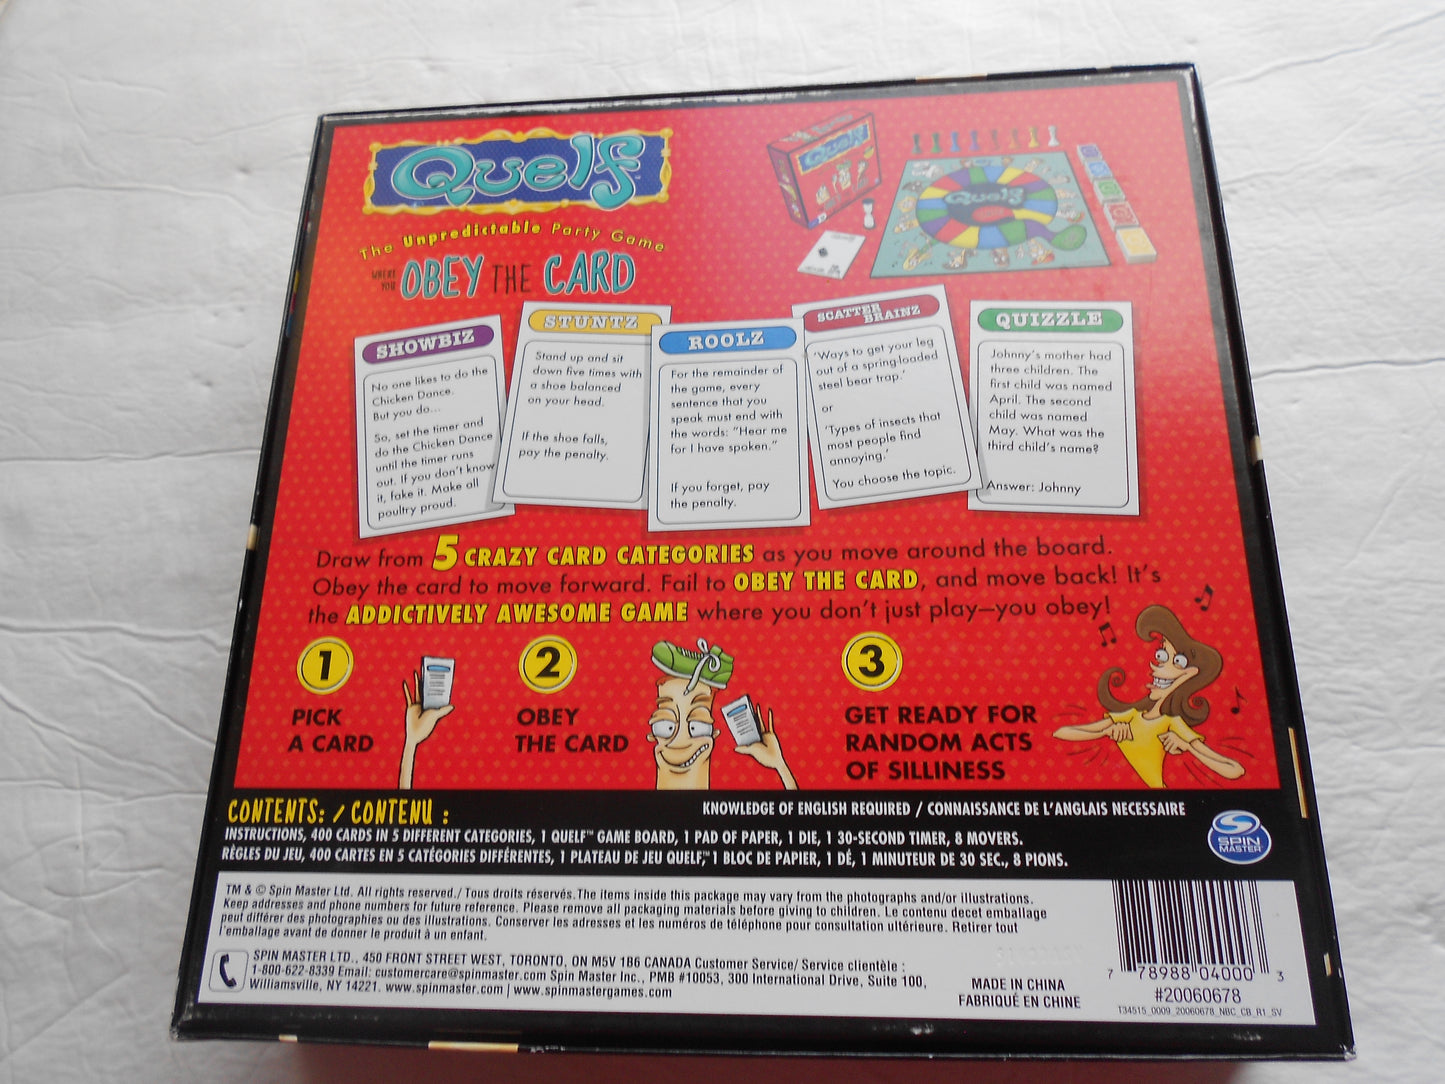 Quelf
The Unpredictable Party Game
WHERE YOU OBEY THE CARD
SHOWBIZ
No one likes to do the
Chicken Dance.
But you do...
So, set the timer and
do the Chicken Dance
until the timer runs
out. If you don't know
it, fake it. Make all
poultry proud.
STUNTZ
Stand up and sit
down five times with
a shoe balanced
on your head.
If the shoe falls,
pay the penalty.
ROOLZ
For the remainder of
the game, every
sentence that you
speak must end with
the words: "Hear me
for I have spoken."
If you forget, pay
the penalty.
SCATTER
BRAINZ
'Ways to get your leg
out of a spring-loaded
steel bear trap.'
or
'Types of insects that
most people find
annoying.'
You choose the topic.
QUIZZLE
Johnny's mother had
three children. The
first child was named
April. The second
child was named
May. What was the
third child's name?
Answer: Johnny
Draw from 5 CRAZY CARD CATEGORIES as you move around the board.
Obey the card to move forward. Fail to OBEY THE CARD, and move back! It's
the ADDICTIVELY AWESOME GAME where you don't just play—you obey!
1
PICK
A CARD
2
OBEY
THE CARD
3
GET READY FOR
RANDOM ACTS
OF SILLINESS
CONTENTS: / CONTENU :
KNOWLEDGE OF ENGLISH REQUIRED / CONNAISSANCE DE L'ANGLAIS NECESSAIRE
INSTRUCTIONS, 400 CARDS IN 5 DIFFERENT CATEGORIES, 1 QUELF™ GAME BOARD, 1 PAD OF PAPER, 1 DIE, 1 30-SECOND TIMER, 8 MOVERS.
RÈGLES DU JEU, 400 CARTES EN 5 CATÉGORIES DIFFÉRENTES, 1 PLATEAU DE JEU QUELF,™ 1 BLOC DE PAPIER, 1 DÉ, 1 MINUTEUR DE 30 SEC., 8 PIONS.
SPIN
MASTER™
TM & © Spin Master Ltd. All rights reserved./ Tous droits réservés. The items inside this package may vary from the photographs and/or illustrations.
Keep addresses and phone numbers for future reference. Please remove all packaging materials before giving to children. Le contenu decet emballage
peut différer des photographies ou des illustrations. Conserver les adresses et les numéros de téléphone pour consultation ultérieure. Retirer tout
l'emballage avant de donner le produit à un enfant.
SPIN MASTER LTD., 450 FRONT STREET WEST, TORONTO, ON M5V 1B6 CANADA Customer Service/ Service clientèle :
1-800-622-8339 Email: customercare@spinmaster.com Spin Master Inc., PMB #10053, 300 International Drive, Suite 100,
Williamsville, NY 14221. www.spinmaster.com | www.spinmastergames.com
MADE IN CHINA
FABRIQUÉ EN CHINE
7 78988 04000 3
#20060678
T34515_0009_20060678_NBC_CB_R1_SV